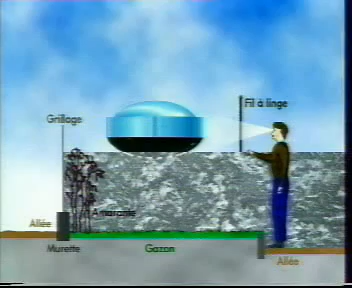 Fil à linge
Grillage
Amarante
Allée
Murette
Gazon
Allée